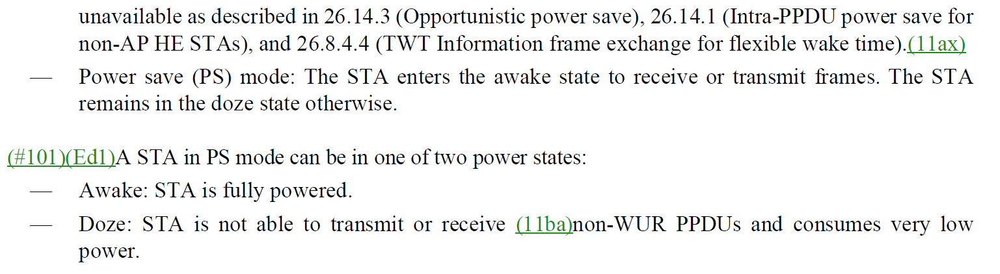 unavailable as described in 26.14.3 (Opportunistic power save), 26.14.1 (Intra-PPDU power save for
non-AP HE STAs), and 26.8.4.4 (TWT Information frame exchange for flexible wake time).(11ax)
— Power save (PS) mode: The STA enters the awake state to receive or transmit frames. The STA
remains in the doze state otherwise.
(#101)(Ed1)A STA in PS mode can be in one of two power states:
— Awake: STA is fully powered.
— Doze: STA is not able to transmit or receive (11ba)non-WUR PPDUs and consumes very low
power.